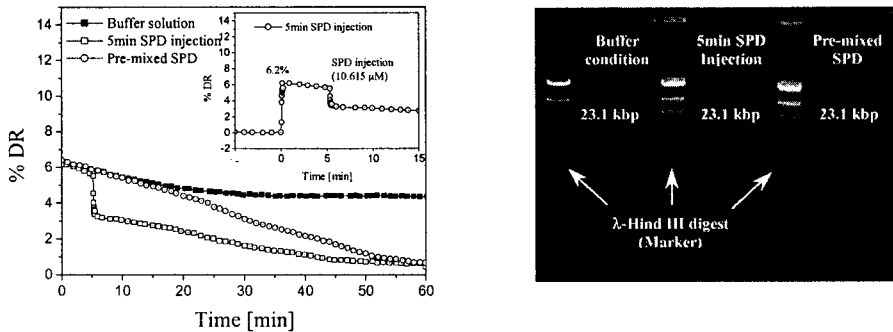 Buffer solution
5min SPD injection
Pre-mixed SPD
% DR
14
12
10
8
6
4
2
0
0 10 20 30 40 50 60
Time [min]
5min SPD injection
SPD injection
(10.615 μM)
6.2%
% DR
14
12
10
8
6
4
2
0
-2
0 5 10 15
Time [min]
Buffer
condition
5min SPD
Injection
Pre-mixed
SPD
23.1 kbp
23.1 kbp
23.1 kbp
λ-Hind III digest
(Marker)